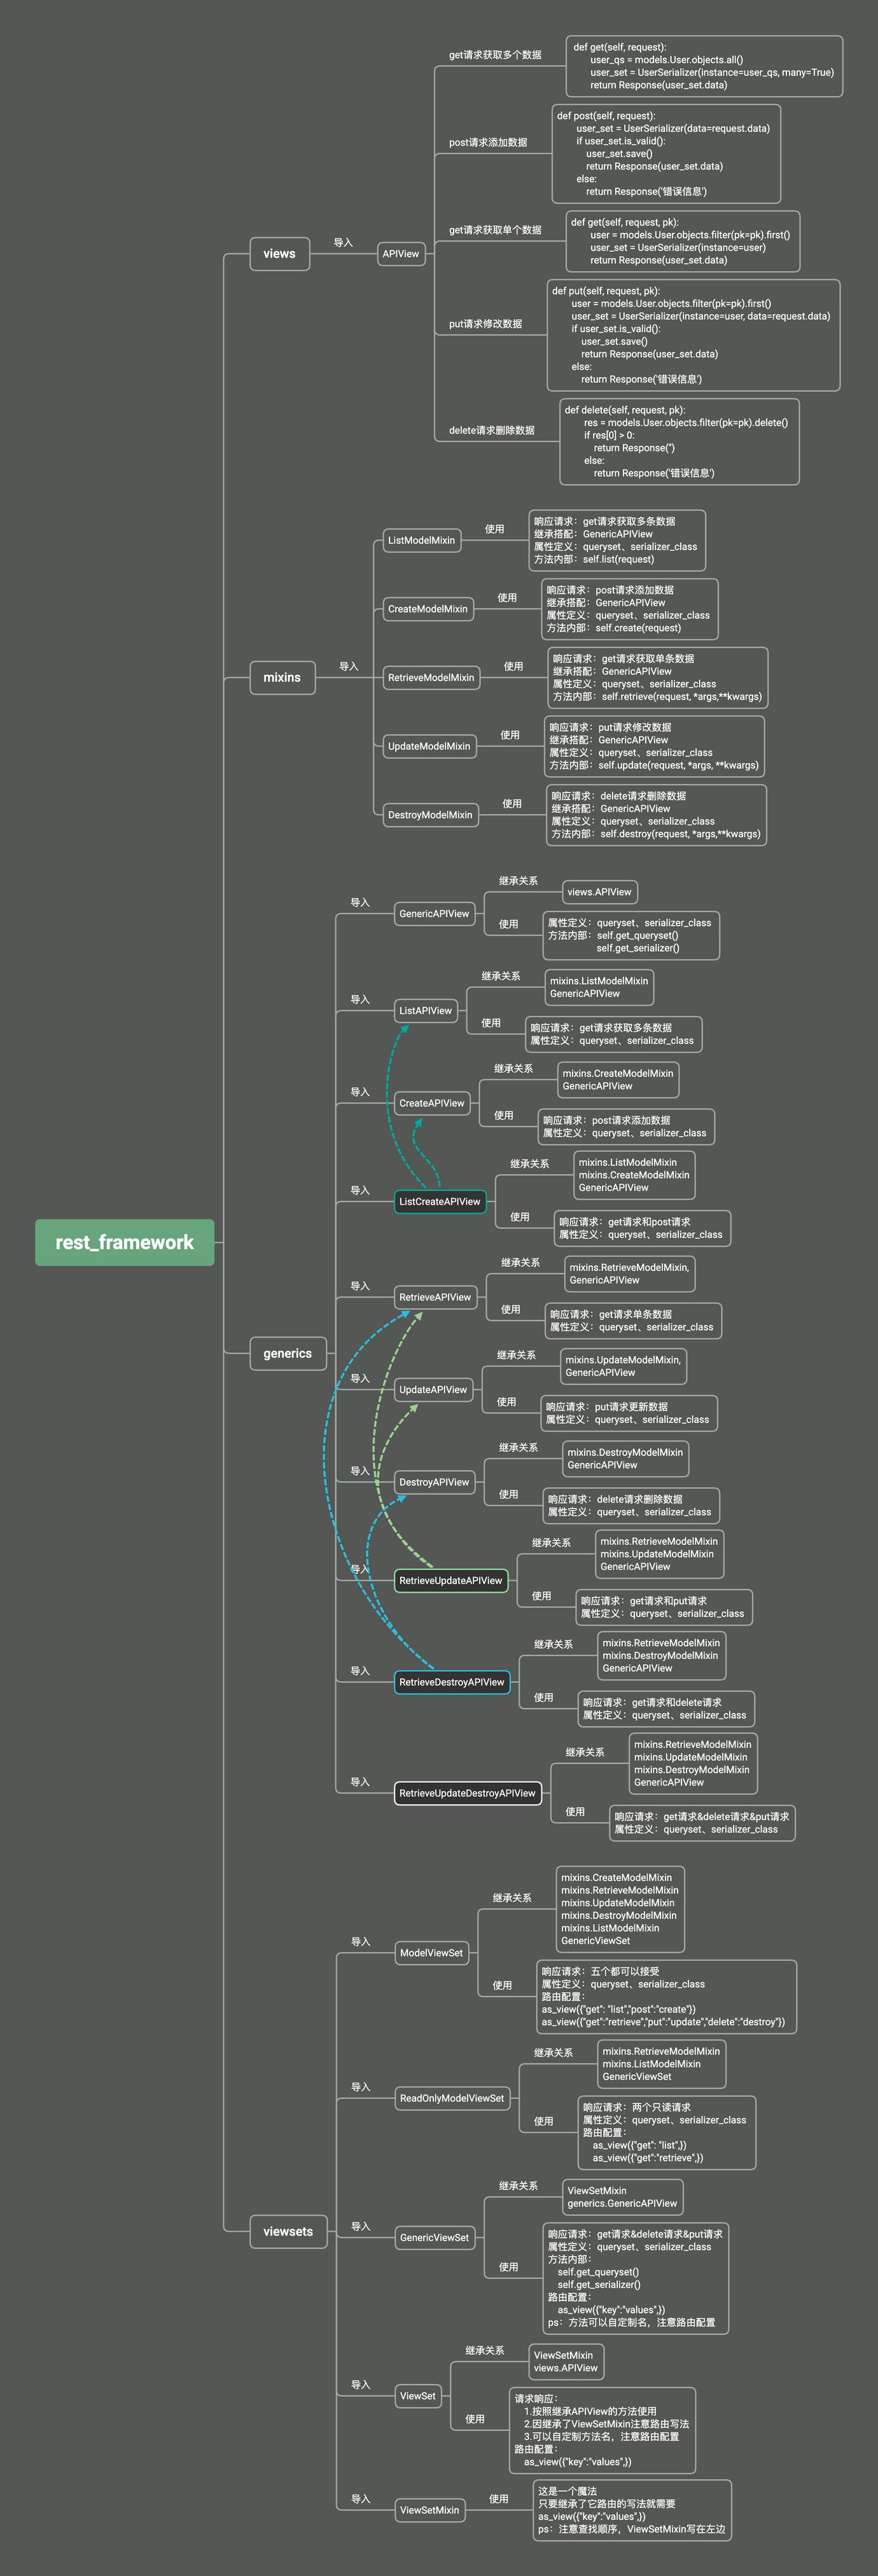 rest_framework
views
导入
APIView
get请求获取多个数据
def get(self, request):
user_qs = models.User.objects.all()
user_set = UserSerializer(instance=user_qs, many=True)
return Response(user_set.data)
post请求添加数据
def post(self, request):
user_set = UserSerializer(data=request.data)
if user_set.is_valid():
user_set.save()
return Response(user_set.data)
else:
return Response('错误信息')
get请求获取单个数据
def get(self, request, pk):
user = models.User.objects.filter(pk=pk).first()
user_set = UserSerializer(instance=user)
return Response(user_set.data)
put请求修改数据
def put(self, request, pk):
user = models.User.objects.filter(pk=pk).first()
user_set = UserSerializer(instance=user, data=request.data)
if user_set.is_valid():
user_set.save()
return Response(user_set.data)
else:
return Response('错误信息')
delete请求删除数据
def delete(self, request, pk):
res = models.User.objects.filter(pk=pk).delete()
if res[0] > 0:
return Response('')
else:
return Response('错误信息')
mixins
导入
ListModelMixin
使用
响应请求：get请求获取多条数据
继承搭配：GenericAPIView
属性定义：queryset、serializer_class
方法内部：self.list(request)
CreateModelMixin
使用
响应请求：post请求添加数据
继承搭配：GenericAPIView
属性定义：queryset、serializer_class
方法内部：self.create(request)
RetrieveModelMixin
使用
响应请求：get请求获取单条数据
继承搭配：GenericAPIView
属性定义：queryset、serializer_class
方法内部：self.retrieve(request, *args,**kwargs)
UpdateModelMixin
使用
响应请求：put请求修改数据
继承搭配：GenericAPIView
属性定义：queryset、serializer_class
方法内部：self.update(request, *args, **kwargs)
DestroyModelMixin
使用
响应请求：delete请求删除数据
继承搭配：GenericAPIView
属性定义：queryset、serializer_class
方法内部：self.destroy(request, *args,**kwargs)
generics
导入
GenericAPIView
继承关系
views.APIView
使用
属性定义：queryset、serializer_class
方法内部：self.get_queryset()
self.get_serializer()
导入
ListAPIView
继承关系
mixins.ListModelMixin
GenericAPIView
使用
响应请求：get请求获取多条数据
属性定义：queryset、serializer_class
导入
CreateAPIView
继承关系
mixins.CreateModelMixin
GenericAPIView
使用
响应请求：post请求添加数据
属性定义：queryset、serializer_class
导入
ListCreateAPIView
继承关系
mixins.ListModelMixin
mixins.CreateModelMixin
GenericAPIView
使用
响应请求：get请求和post请求
属性定义：queryset、serializer_class
导入
RetrieveAPIView
继承关系
mixins.RetrieveModelMixin,
GenericAPIView
使用
响应请求：get请求单条数据
属性定义：queryset、serializer_class
导入
UpdateAPIView
继承关系
mixins.UpdateModelMixin,
GenericAPIView
使用
响应请求：put请求更新数据
属性定义：queryset、serializer_class
导入
DestroyAPIView
继承关系
mixins.DestroyModelMixin
GenericAPIView
使用
响应请求：delete请求删除数据
属性定义：queryset、serializer_class
导入
RetrieveUpdateAPIView
继承关系
mixins.RetrieveModelMixin
mixins.UpdateModelMixin
GenericAPIView
使用
响应请求：get请求和put请求
属性定义：queryset、serializer_class
导入
RetrieveDestroyAPIView
继承关系
mixins.RetrieveModelMixin
mixins.DestroyModelMixin
GenericAPIView
使用
响应请求：get请求和delete请求
属性定义：queryset、serializer_class
导入
RetrieveUpdateDestroyAPIView
继承关系
mixins.RetrieveModelMixin
mixins.UpdateModelMixin
mixins.DestroyModelMixin
GenericAPIView
使用
响应请求：get请求&delete请求&put请求
属性定义：queryset、serializer_class
viewsets
导入
ModelViewSet
继承关系
mixins.CreateModelMixin
mixins.RetrieveModelMixin
mixins.UpdateModelMixin
mixins.DestroyModelMixin
mixins.ListModelMixin
GenericViewSet
使用
响应请求：五个都可以接受
属性定义：queryset、serializer_class
路由配置：
as_view({"get": "list","post":"create"})
as_view({"get":"retrieve","put":"update","delete":"destroy"})
导入
ReadOnlyModelViewSet
继承关系
mixins.RetrieveModelMixin
mixins.ListModelMixin
GenericViewSet
使用
响应请求：两个只读请求
属性定义：queryset、serializer_class
路由配置：
as_view({"get": "list",})
as_view({"get":"retrieve",})
导入
GenericViewSet
继承关系
ViewSetMixin
generics.GenericAPIView
使用
响应请求：get请求&delete请求&put请求
属性定义：queryset、serializer_class
方法内部：
self.get_queryset()
self.get_serializer()
路由配置：
as_view({"key":"values",})
ps：方法可以自定制名，注意路由配置
导入
ViewSet
继承关系
ViewSetMixin
views.APIView
使用
请求响应：
1.按照继承APIView的方法使用
2.因继承了ViewSetMixin注意路由写法
3.可以自定制方法名，注意路由配置
路由配置：
as_view({"key":"values",})
导入
ViewSetMixin
使用
这是一个魔法
只要继承了它路由的写法就需要
as_view({"key":"values",})
ps：注意查找顺序，ViewSetMixin写在左边